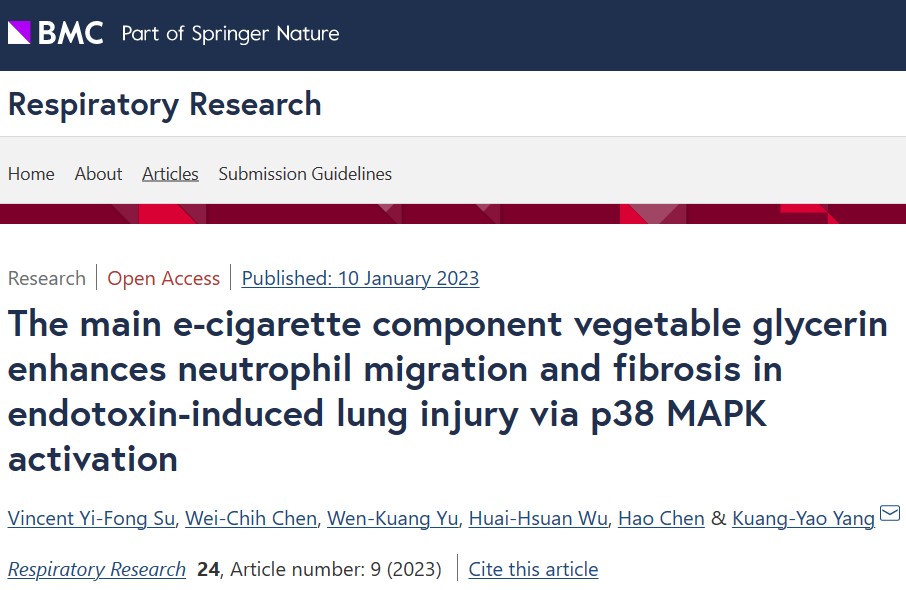 BMC Part of Springer Nature
Respiratory Research
Home About Articles Submission Guidelines
Research Open Access Published: 10 January 2023
The main e-cigarette component vegetable glycerin
enhances neutrophil migration and fibrosis in
endotoxin-induced lung injury via p38 MAPK
activation
Vincent Yi-Fong Su, Wei-Chih Chen, Wen-Kuang Yu, Huai-Hsuan Wu, Hao Chen & Kuang-Yao Yang
Respiratory Research 24, Article number: 9 (2023) Cite this article